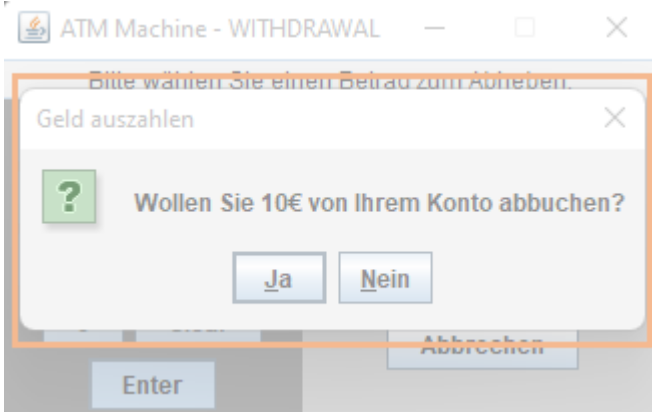 ATM Machine - WITHDRAWAL
Bitte wählen Sie einen Betrag zum Abheben.
Geld auszahlen
?
Wollen Sie 10€ von Ihrem Konto abbuchen?
Ja Nein
Abbrechen
Enter